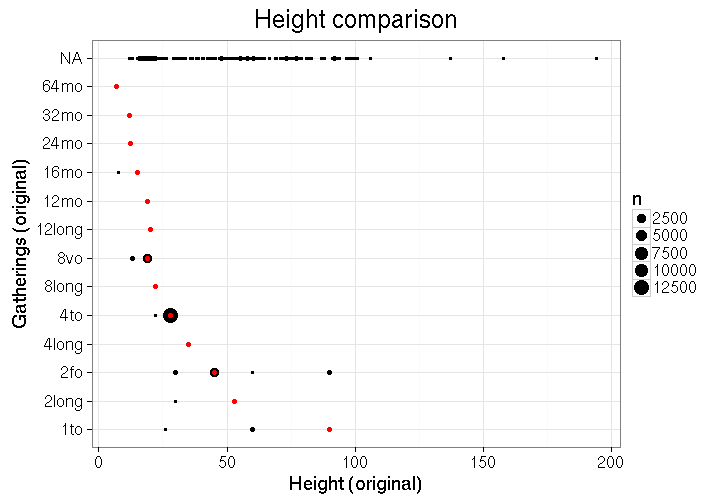 Height comparison
Gatherings (original)
NA
64mo
32mo
24mo
16mo
12mo
12long
8vo
8long
4to
4long
2fo
2long
1to
0
50
100
150
200
Height (original)
n
2500
5000
7500
10000
12500